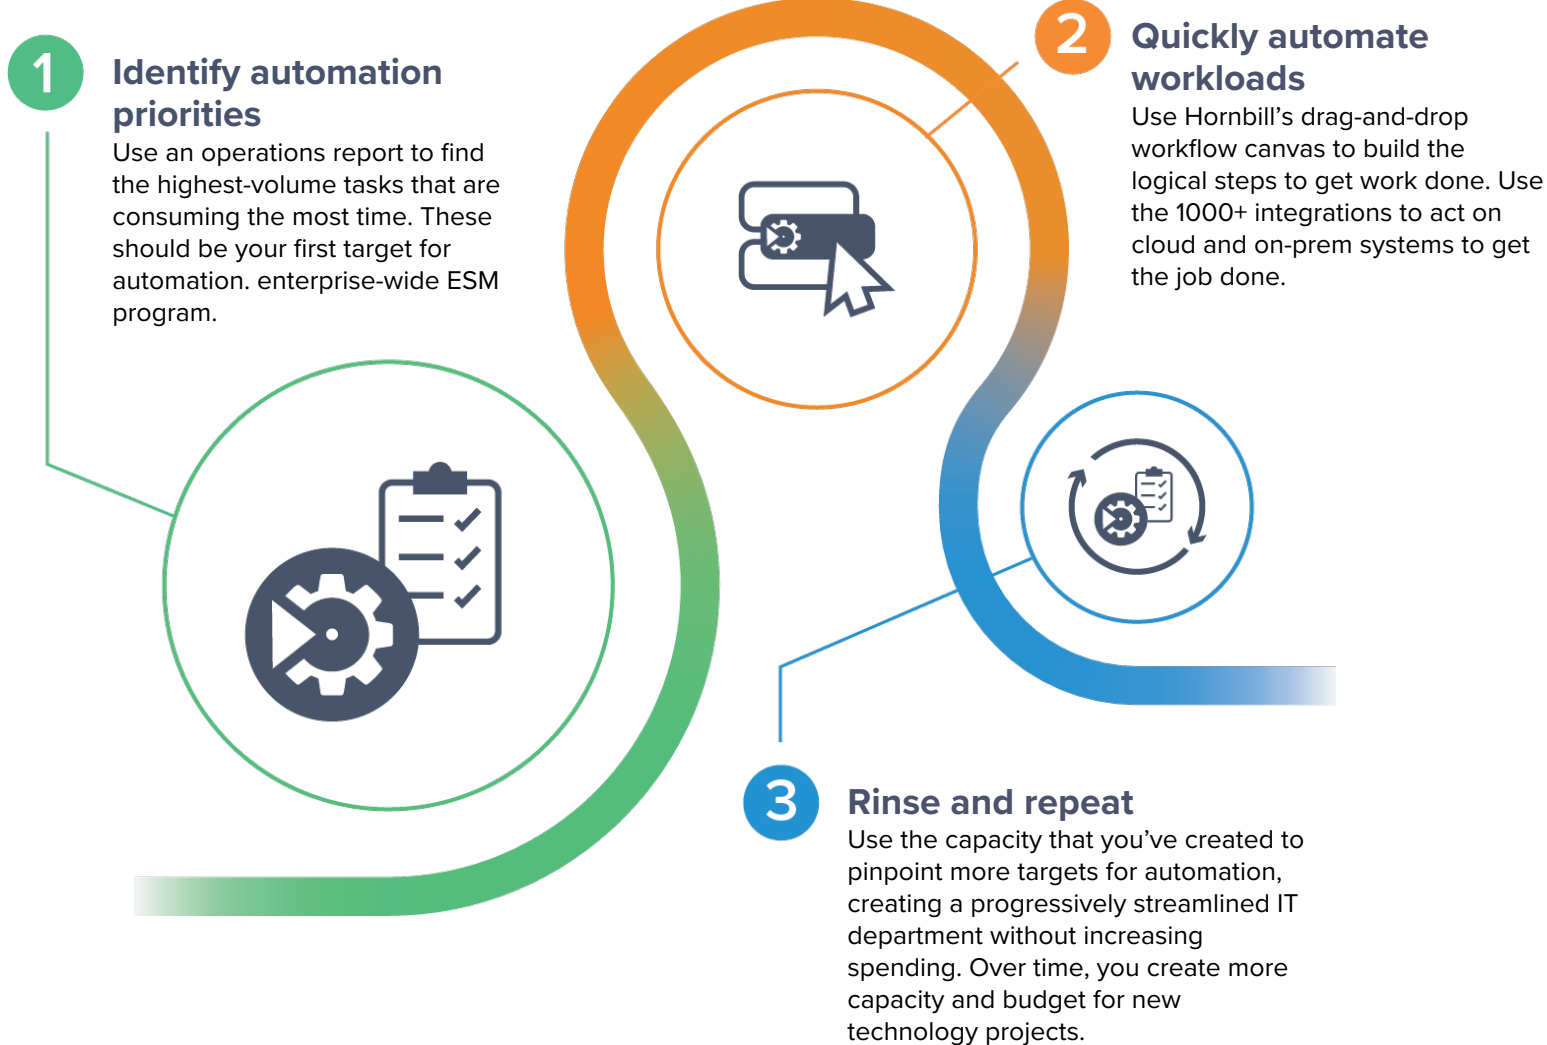 1
Identify automation
priorities
Use an operations report to find
the highest-volume tasks that are
consuming the most time. These
should be your first target for
automation. enterprise-wide ESM
program.
2
Quickly automate
workloads
Use Hornbill’s drag-and-drop
workflow canvas to build the
logical steps to get work done. Use
the 1000+ integrations to act on
cloud and on-prem systems to get
the job done.
3
Rinse and repeat
Use the capacity that you’ve created to
pinpoint more targets for automation,
creating a progressively streamlined IT
department without increasing
spending. Over time, you create more
capacity and budget for new
technology projects.